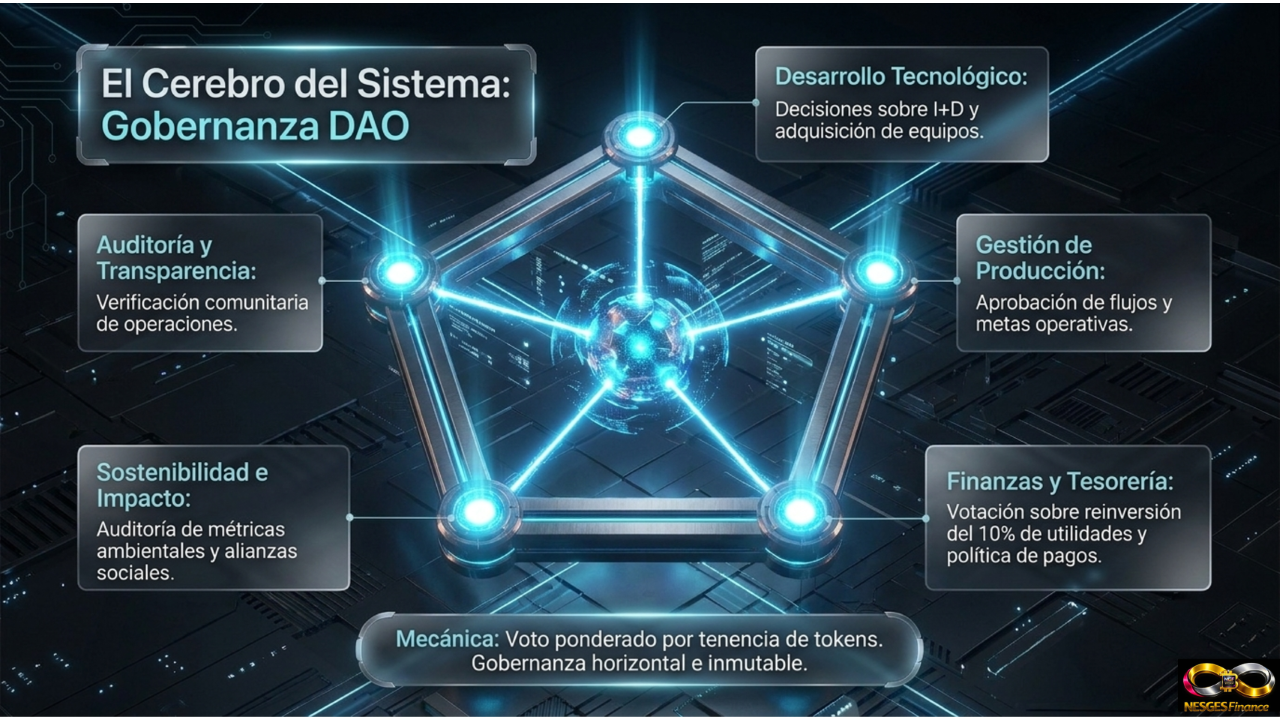 El Cerebro del Sistema:
Gobernanza DAO
Desarrollo Tecnológico:
Decisiones sobre I+D y
adquisición de equipos.
Auditoría y
Transparencia:
Verificación comunitaria
de operaciones.
Gestión de
Producción:
Aprobación de flujos y
metas operativas.
Sostenibilidad e
Impacto:
Auditoría de métricas
ambientales y alianzas
sociales.
Finanzas y Tesorería:
Votación sobre reinversión
del 10% de utilidades y
política de pagos.
Mecánica: Voto ponderado por tenencia de tokens.
Gobernanza horizontal e inmutable.
NESGESFinance